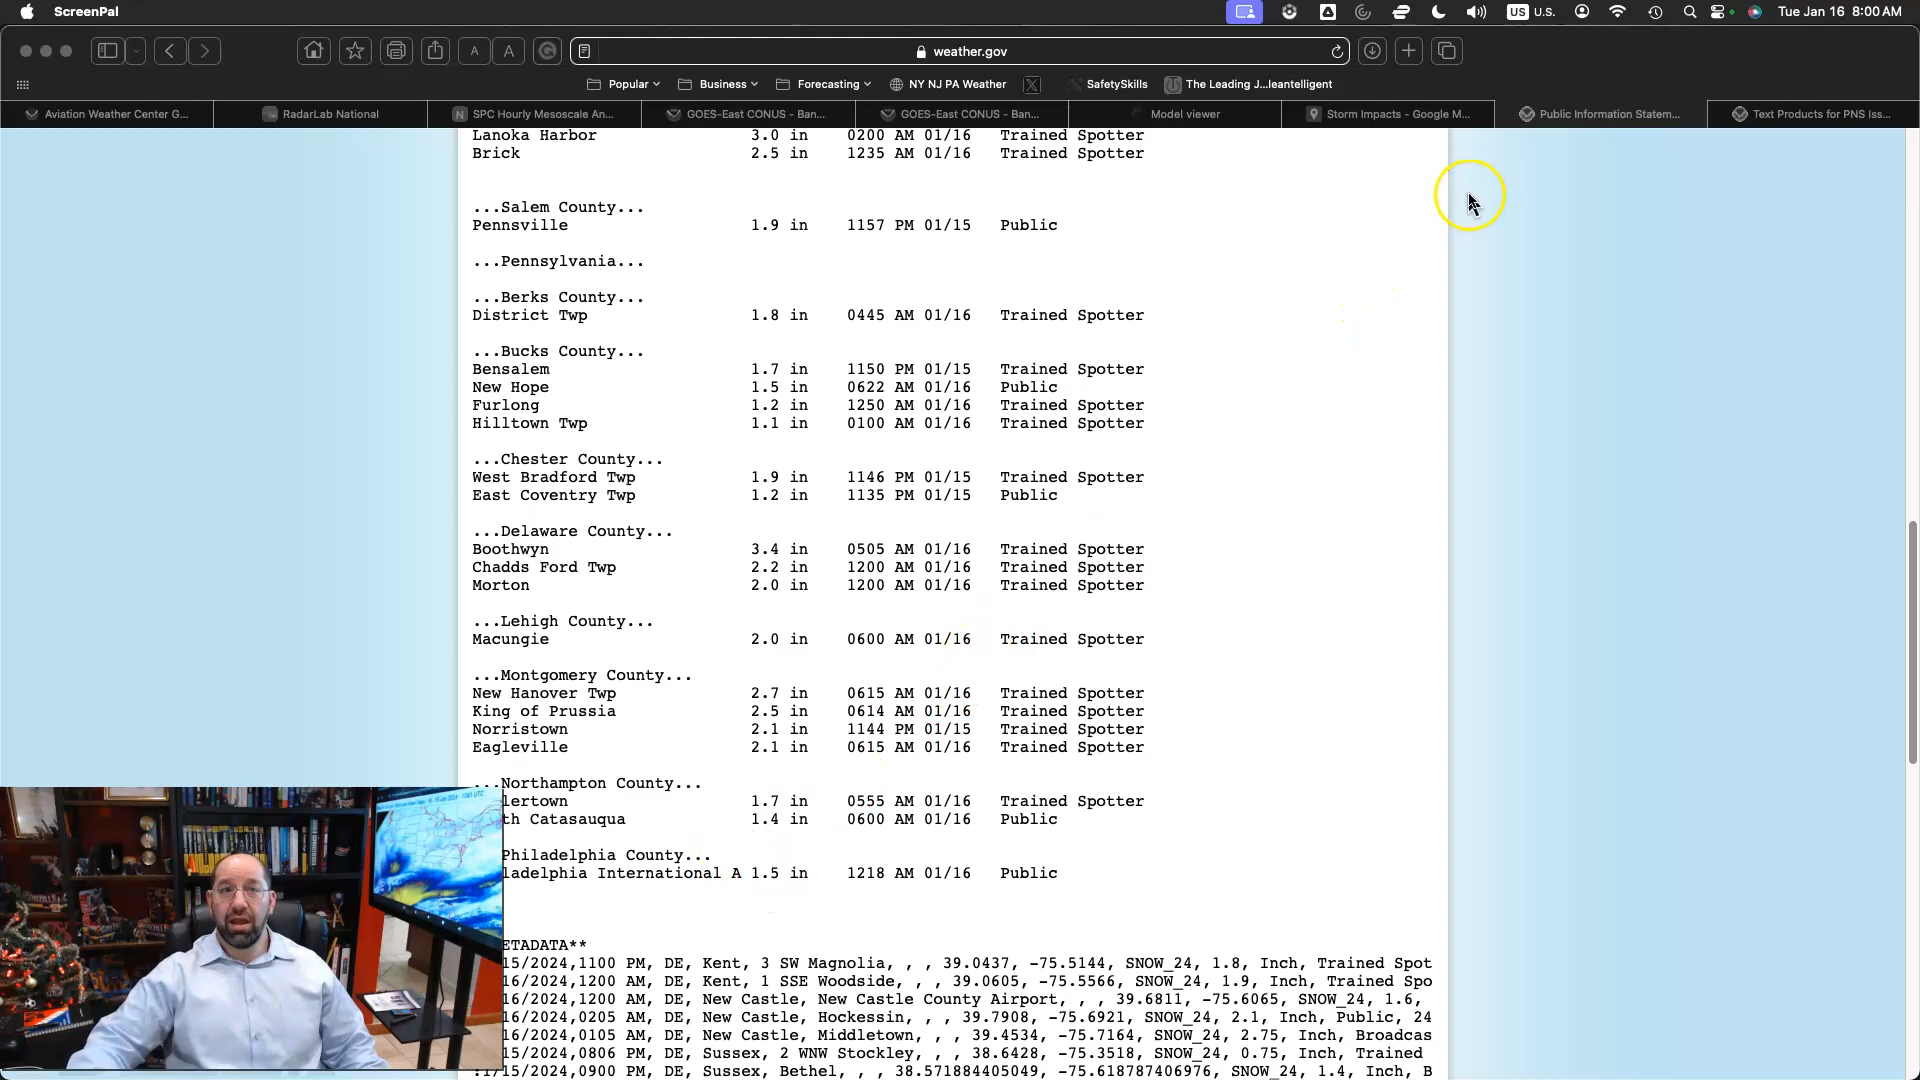 ScreenPal
US U.S. Tue Jan 16 8:00 AM
A A weather.gov
Popular Business Forecasting NY NJ PA Weather X SafetySkills The Leading J...leantelligent
Aviation Weather Center G... RadarLab National SPC Hourly Mesoscale An... GOES-East CONUS - Ban... GOES-East CONUS - Ban... Model viewer Storm Impacts - Google M... Public Information Statem... Text Products for PNS Iss...
Lanoka Harbor 3.0 in 0200 AM 01/16 Trained Spotter
Brick 2.5 in 1235 AM 01/16 Trained Spotter
...Salem County...
Pennsville 1.9 in 1157 PM 01/15 Public
...Pennsylvania...
...Berks County...
District Twp 1.8 in 0445 AM 01/16 Trained Spotter
...Bucks County...
Bensalem 1.7 in 1150 PM 01/15 Trained Spotter
New Hope 1.5 in 0622 AM 01/16 Public
Furlong 1.2 in 1250 AM 01/16 Trained Spotter
Hilltown Twp 1.1 in 0100 AM 01/16 Trained Spotter
...Chester County...
West Bradford Twp 1.9 in 1146 PM 01/15 Trained Spotter
East Coventry Twp 1.2 in 1135 PM 01/15 Public
...Delaware County...
Boothwyn 3.4 in 0505 AM 01/16 Trained Spotter
Chadds Ford Twp 2.2 in 1200 AM 01/16 Trained Spotter
Morton 2.0 in 1200 AM 01/16 Trained Spotter
...Lehigh County...
Macungie 2.0 in 0600 AM 01/16 Trained Spotter
...Montgomery County...
New Hanover Twp 2.7 in 0615 AM 01/16 Trained Spotter
King of Prussia 2.5 in 0614 AM 01/16 Trained Spotter
Norristown 2.1 in 1144 PM 01/15 Trained Spotter
Eagleville 2.1 in 0615 AM 01/16 Trained Spotter
...Northampton County...
lertown 1.7 in 0555 AM 01/16 Trained Spotter
th Catasauqua 1.4 in 0600 AM 01/16 Public
Philadelphia County...
ladelphia International A 1.5 in 1218 AM 01/16 Public
ETADATA**
15/2024,1100 PM, DE, Kent, 3 SW Magnolia, , , 39.0437, -75.5144, SNOW_24, 1.8, Inch, Trained Spot
16/2024,1200 AM, DE, Kent, 1 SSE Woodside, , , 39.0605, -75.5566, SNOW_24, 1.9, Inch, Trained Spo
16/2024,1200 AM, DE, New Castle, New Castle County Airport, , , 39.6811, -75.6065, SNOW_24, 1.6,
16/2024,0205 AM, DE, New Castle, Hockessin, , , 39.7908, -75.6921, SNOW_24, 2.1, Inch, Public, 24
16/2024,0105 AM, DE, New Castle, Middletown, , , 39.4534, -75.7164, SNOW_24, 2.75, Inch, Broadcas
15/2024,0806 PM, DE, Sussex, 2 WNW Stockley, , , 38.6428, -75.3518, SNOW_24, 0.75, Inch, Trained
1/15/2024,0900 PM, DE, Sussex, Bethel, , , 38.571884405049, -75.618787406976, SNOW_24, 1.4, Inch, B